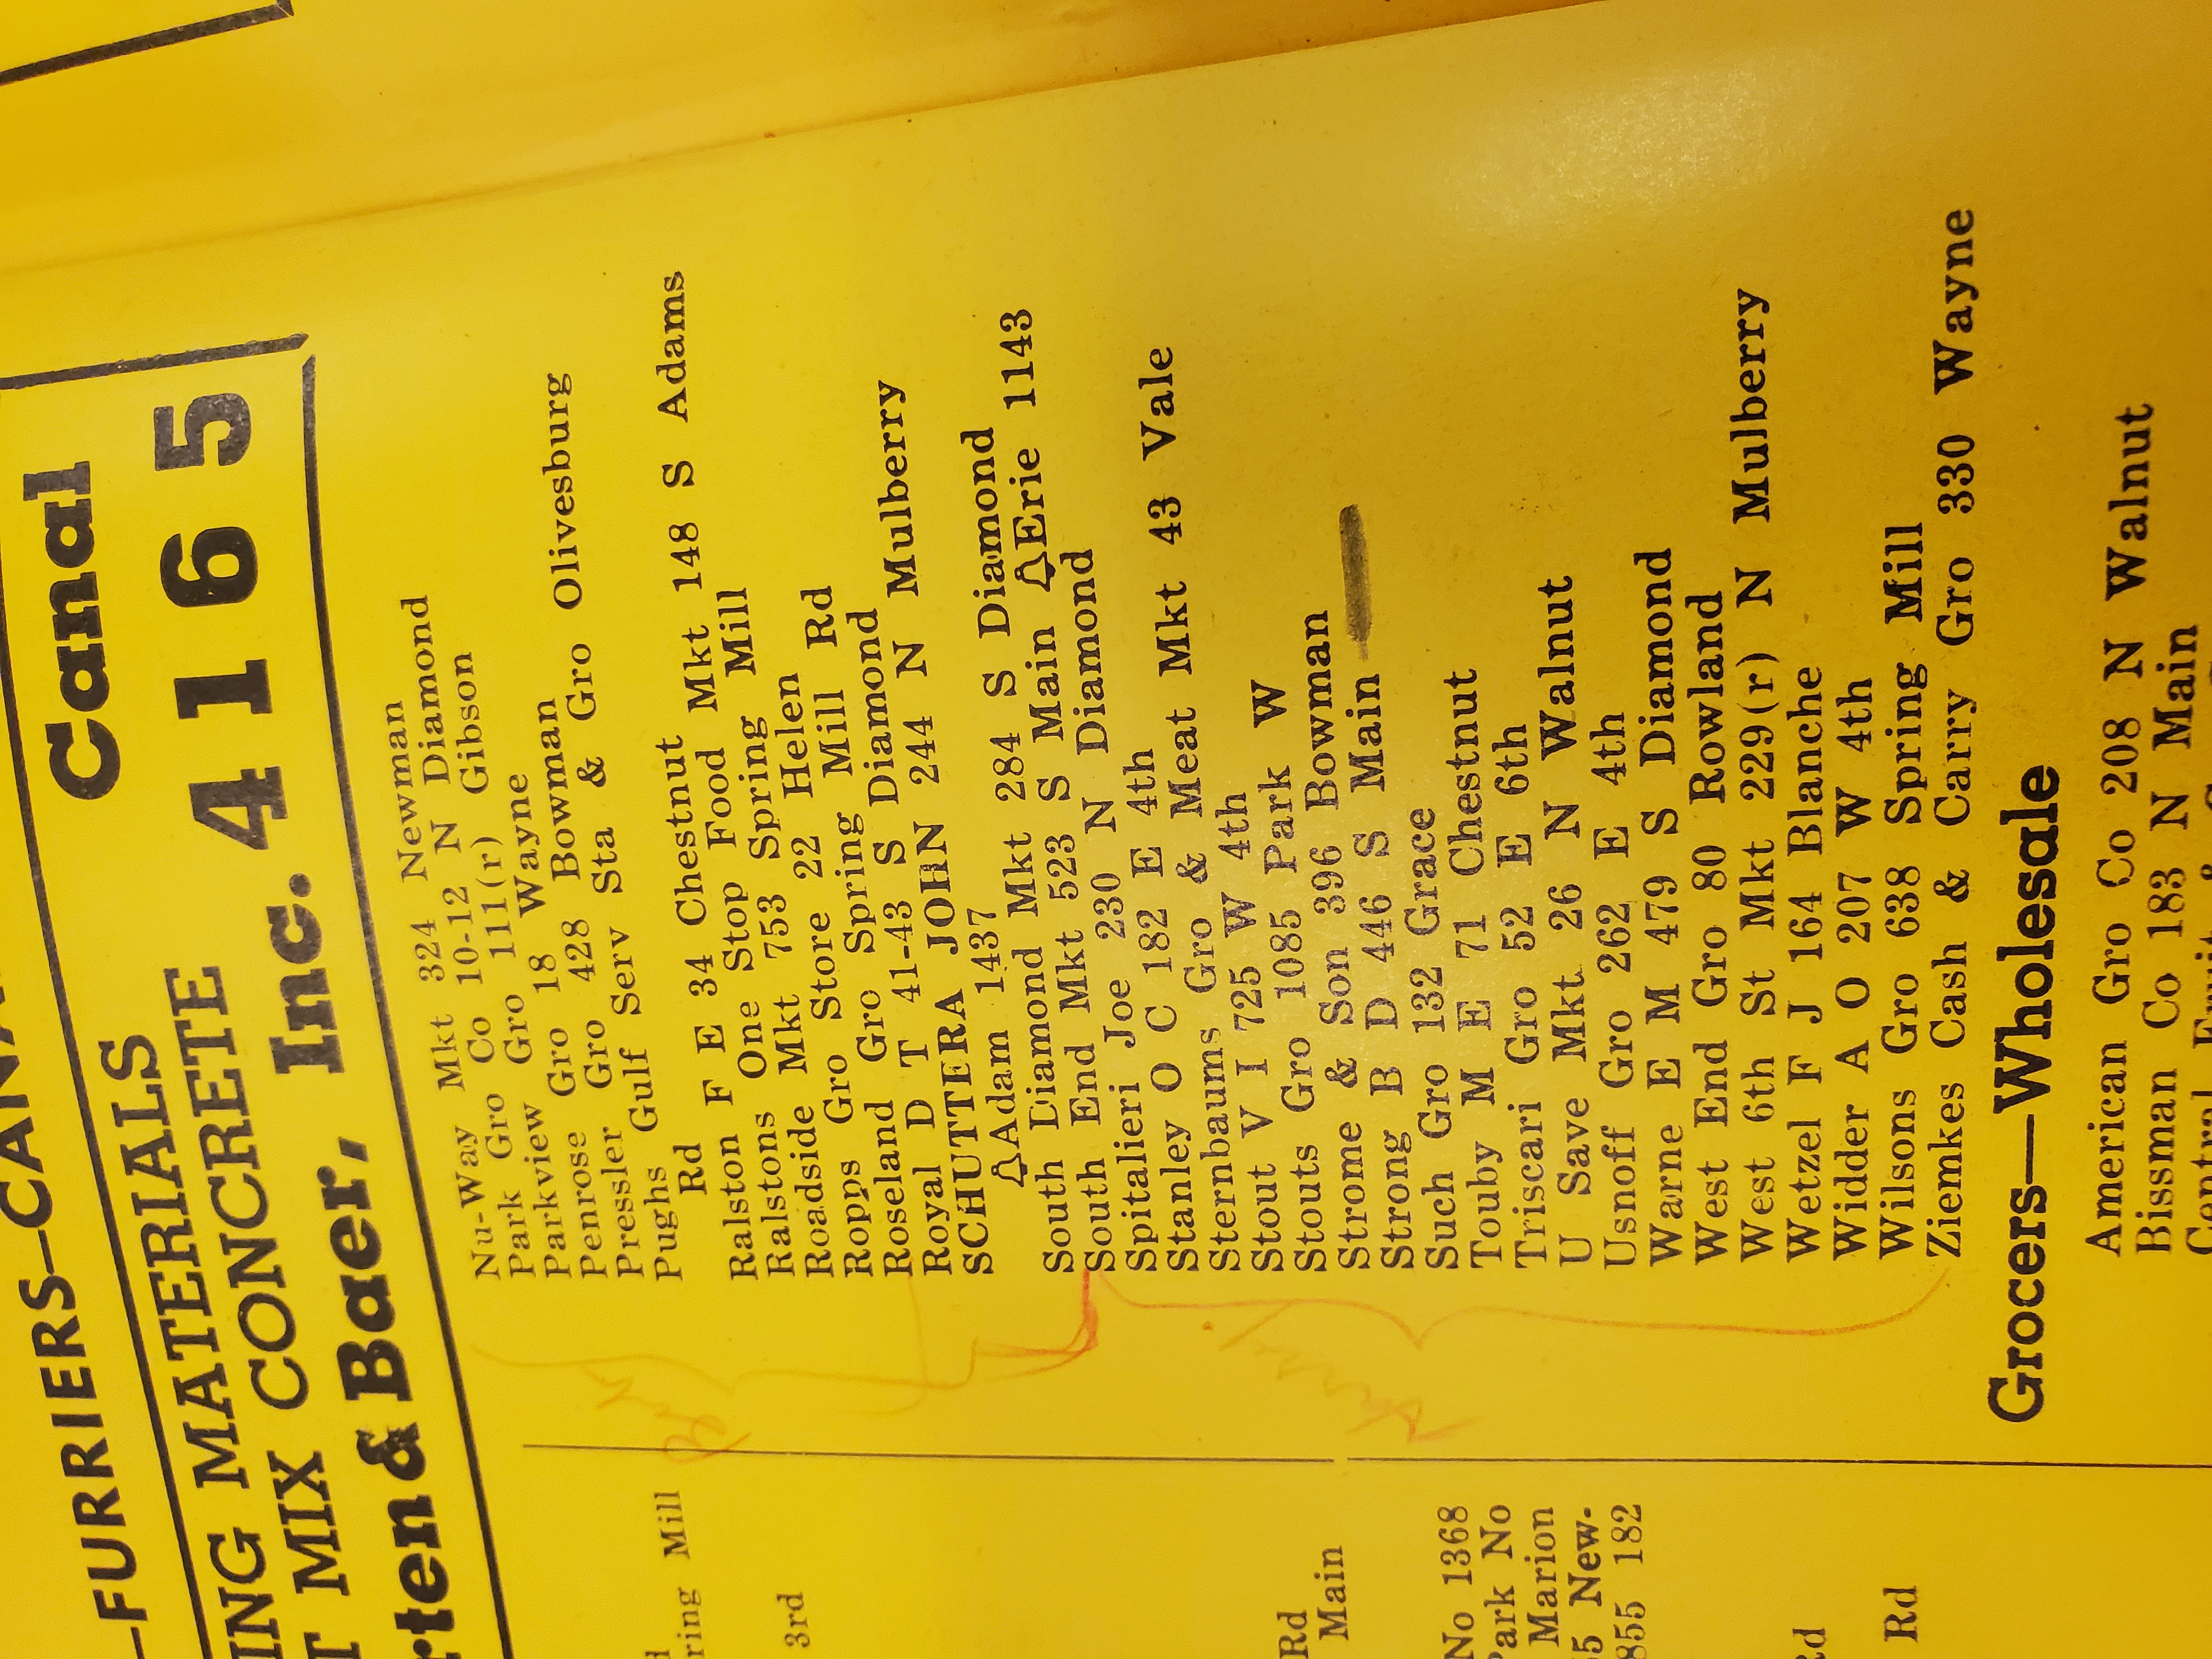 —FURRIERS—CANA
Canal
ING MATERIALS
T MIX CONCRETE
rten & Baer, Inc. 4165
Nu-Way Mkt 324 Newman
Park Gro Co 10-12 N Diamond
Parkview Gro 111(r) Gibson
Penrose Gro 18 Wayne
Pressler Gro 428 Bowman
Pughs Gulf Serv Sta & Gro Olivesburg
Rd
Ralston F E 34 Chestnut
Ralstons One Stop Food Mkt 148 S Adams
Roadside Mkt 753 Spring Mill
Ropps Gro Store 22 Helen
Roseland Gro Spring Mill Rd
Royal D T 41-43 S Diamond
SCHUTTERA JOHN 244 N Mulberry
Adam 1437
South Diamond Mkt 284 S Diamond
South End Mkt 523 S Main Erie 1143
Spitalieri Joe 230 N Diamond
Stanley O C 182 E 4th
Sternbaums Gro & Meat Mkt 43 Vale
Stout V I 725 W 4th
Stouts Gro 1085 Park W
Strome & Son 396 Bowman
Strong B D 446 S Main
Such Gro 132 Grace
Touby M E 71 Chestnut
Triscari Gro 52 E 6th
U Save Mkt 26 N Walnut
Usnoff Gro 262 E 4th
Warne E M 479 S Diamond
West End Gro 80 Rowland
West 6th St Mkt 229(r) N Mulberry
Wetzel F J 164 Blanche
Widder A O 207 W 4th
Wilsons Gro 638 Spring Mill
Ziemkes Cash & Carry Gro 330 Wayne
Grocers—Wholesale
American Gro Co 208 N Walnut
Bissman Co 183 N Main
ring Mill
3rd
Rd
Main
No 1368
Park No
Marion
5 New-
855 182
Rd
Rd